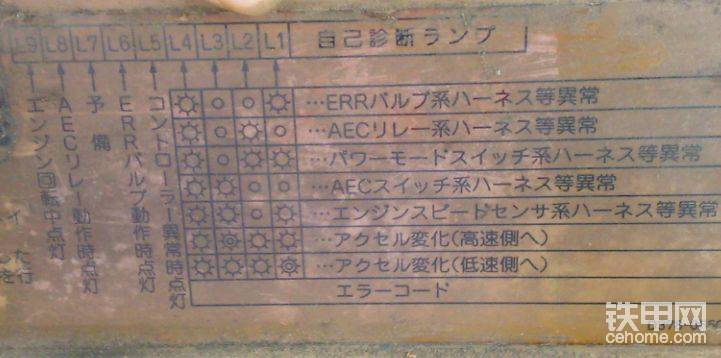 L9 L8 L7 L6 L5 L4 L3 L2 L1 自己診断ランプ
エンジン回転中点灯
AECリレー動作時点灯
予備
ERRバルブ動作時点灯
コントローラー異常時点灯
…ERRバルブ系ハーネス等異常
…AECリレー系ハーネス等異常
…パワーモードスイッチ系ハーネス等異常
…AECスイッチ系ハーネス等異常
…エンジンスピードセンサ系ハーネス等異常
…アクセル変化(高速側へ)
…アクセル変化(低速側へ)
エラーコード
铁甲网
cehome.com